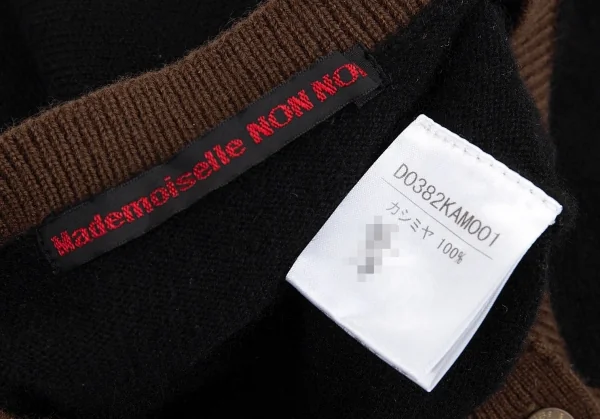 Mademoiselle NON NON
D0382KAM001
カシミヤ 100%